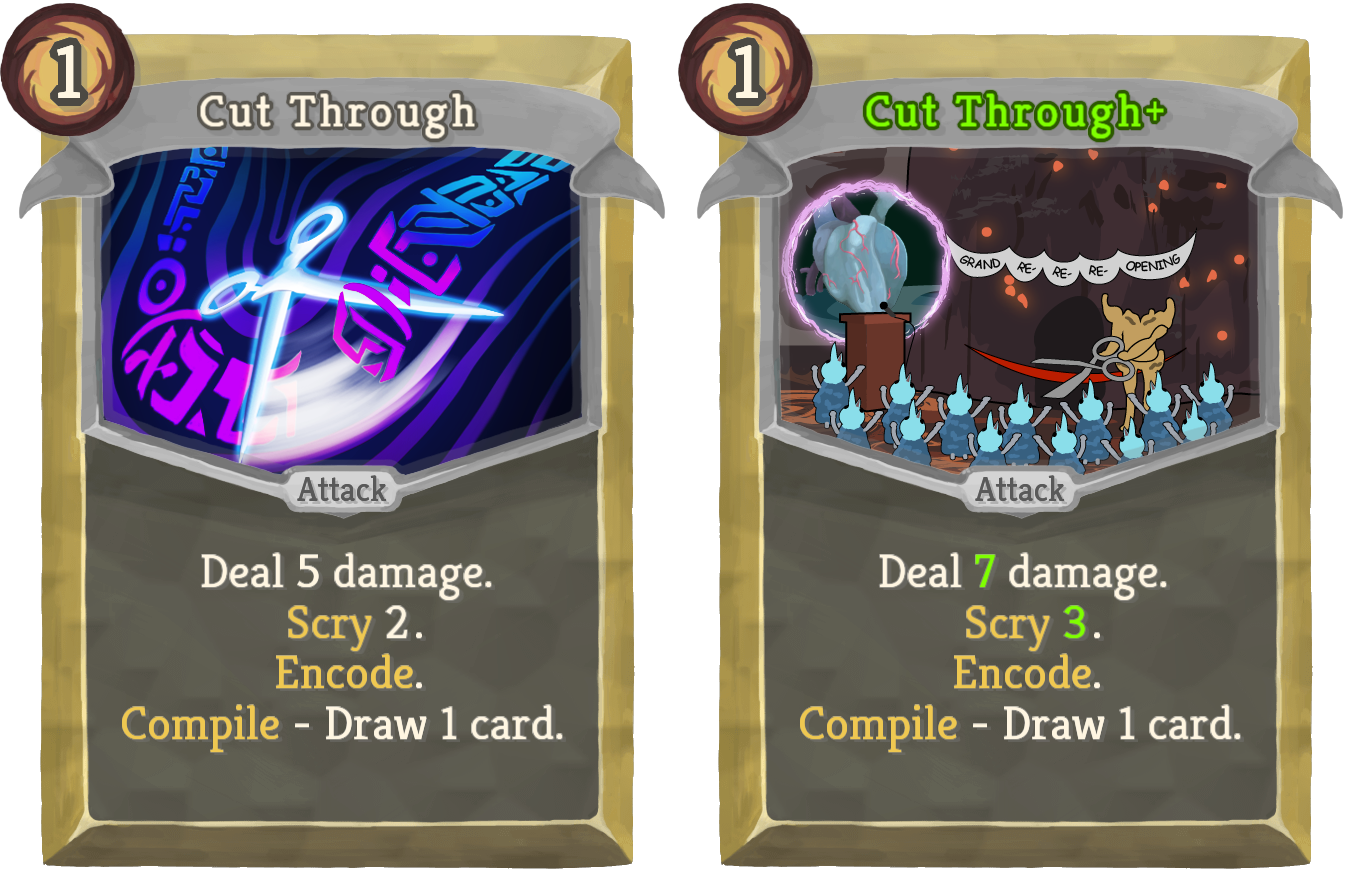 1
Cut Through
Attack
Deal 5 damage.
Scry 2.
Encode.
Compile - Draw 1 card.
1
Cut Through+
GRAND RE- RE- RE- OPENING
Attack
Deal 7 damage.
Scry 3.
Encode.
Compile - Draw 1 card.